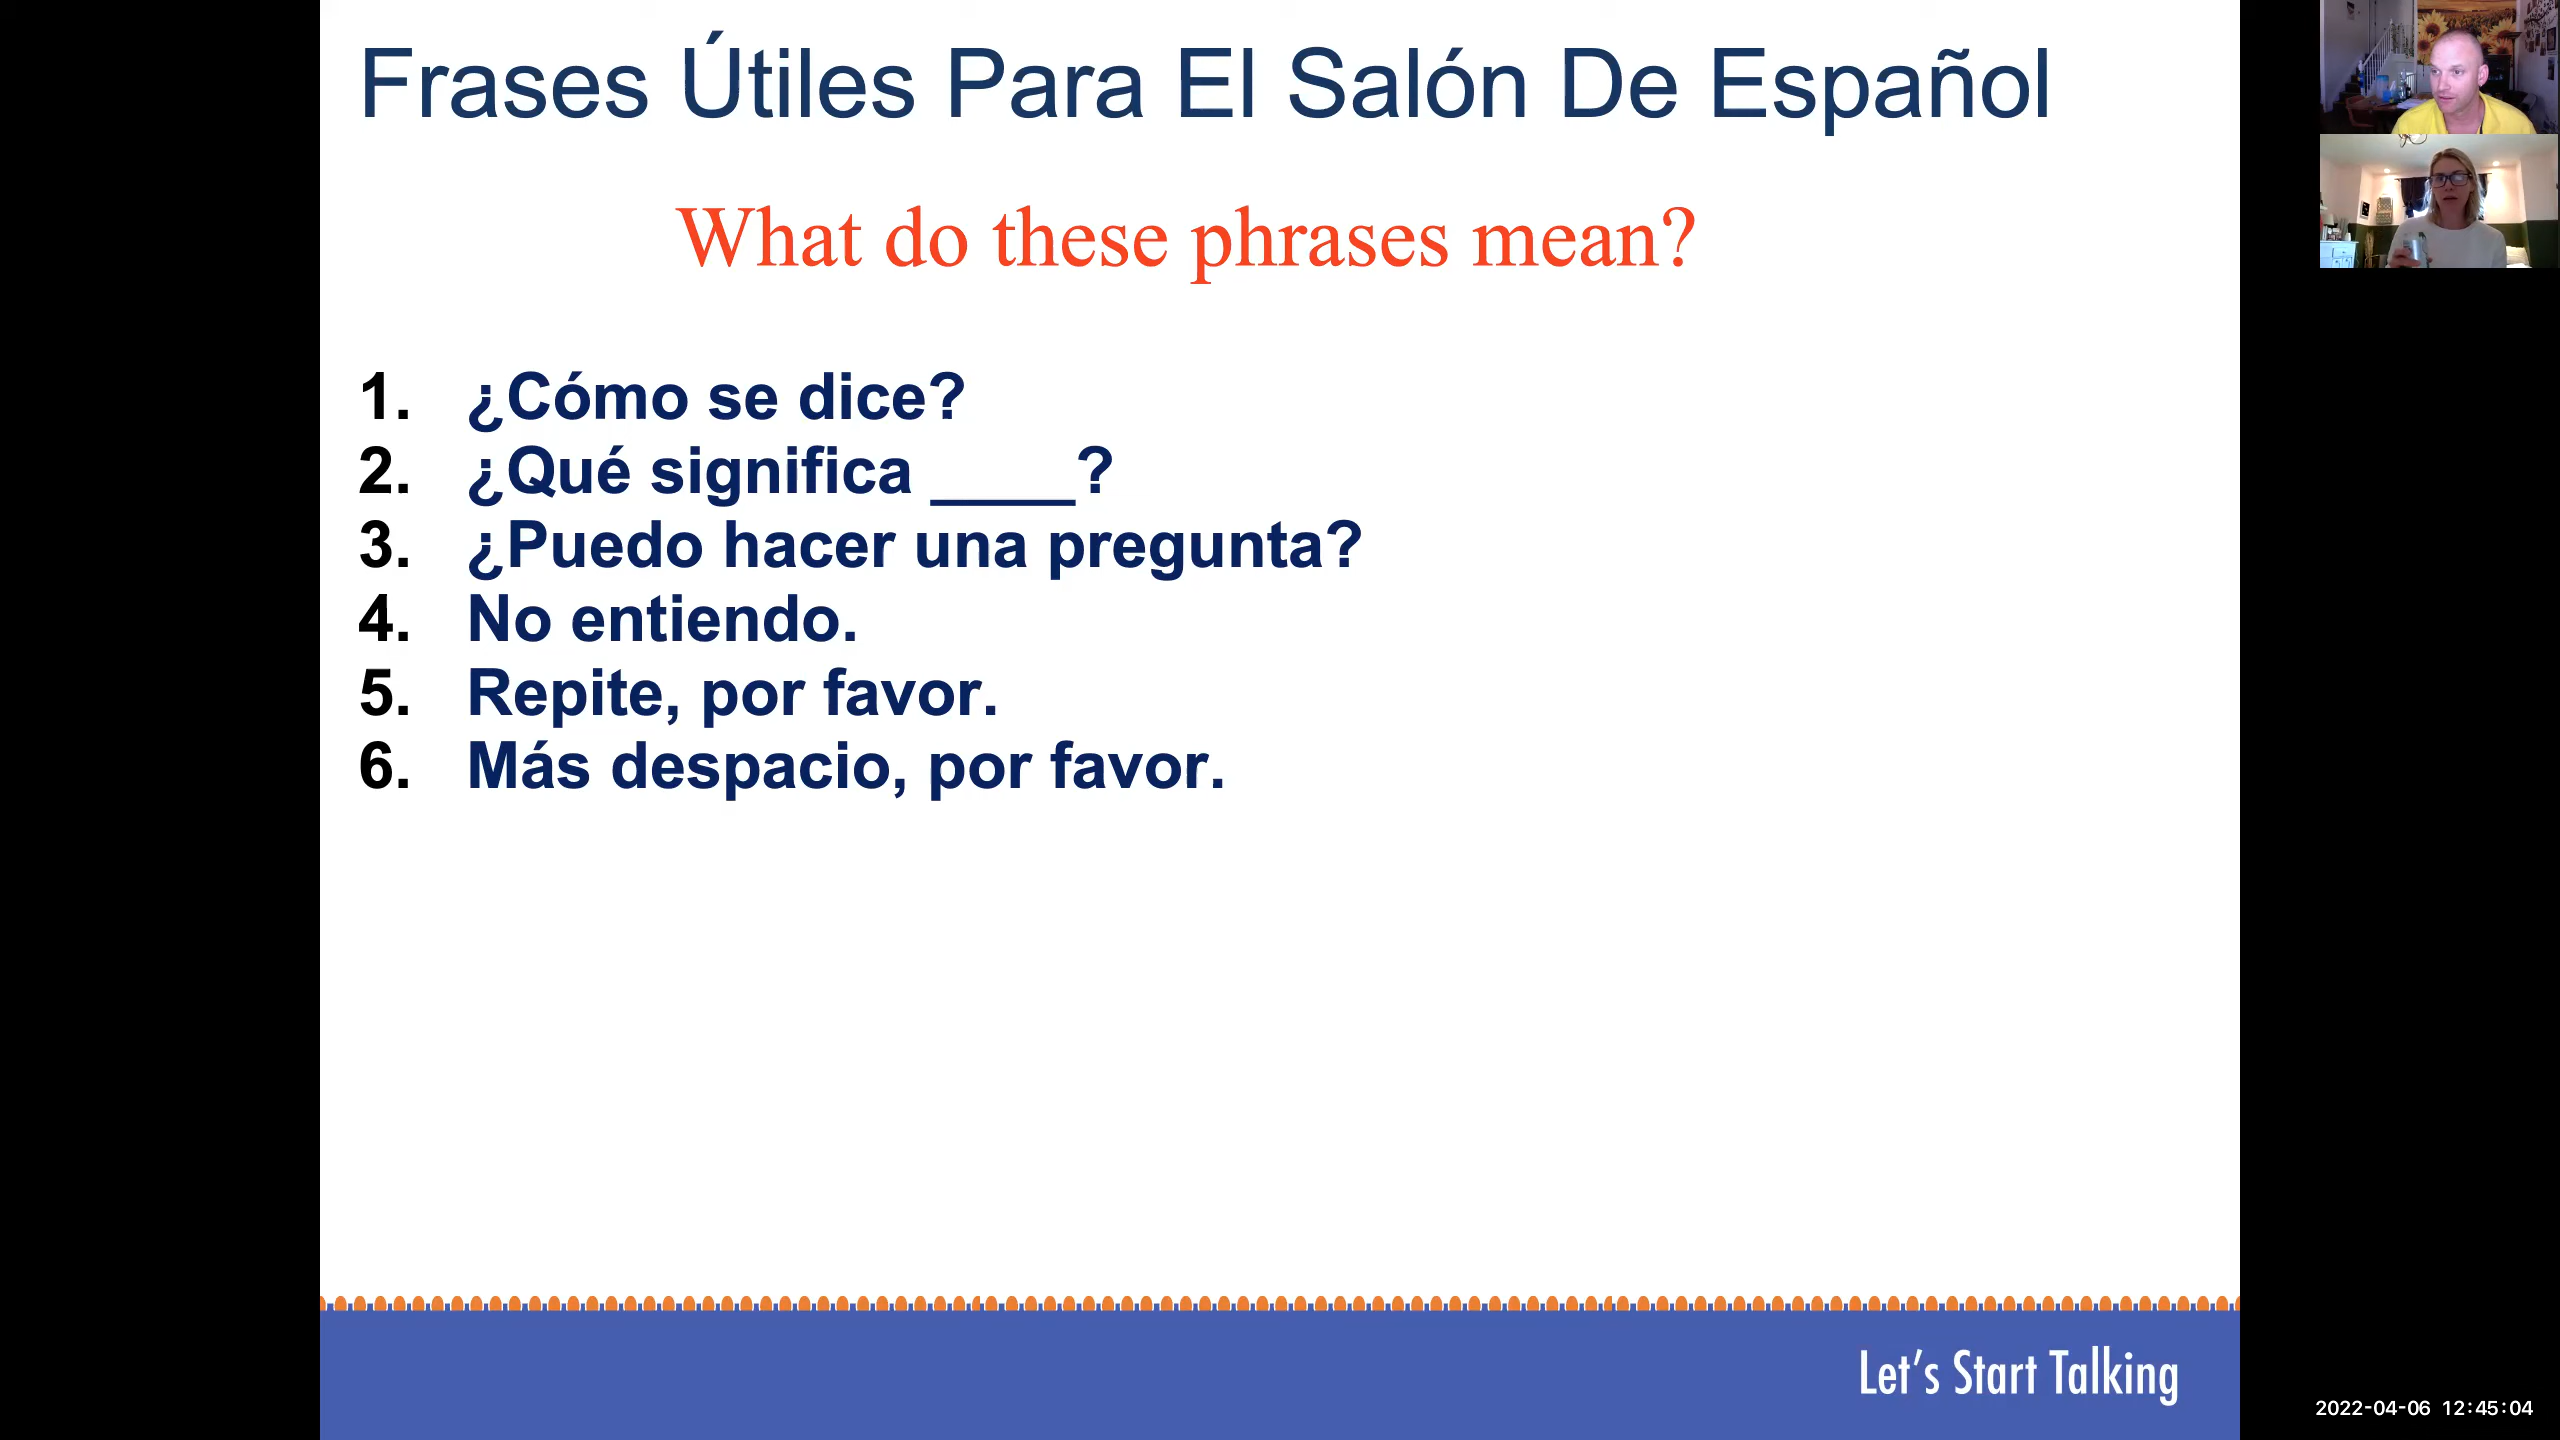 Frases Útiles Para El Salón De Español
What do these phrases mean?
1. ¿Cómo se dice?
2. ¿Qué significa ____?
3. ¿Puedo hacer una pregunta?
4. No entiendo.
5. Repite, por favor.
6. Más despacio, por favor.
Let's Start Talking
2022-04-06 12:45:04